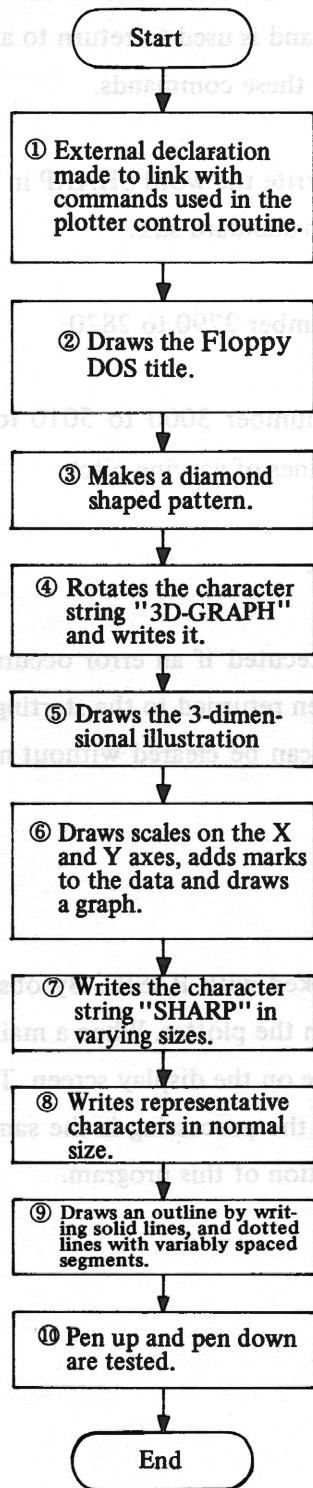 Start
① External declaration
made to link with
commands used in the
plotter control routine.
② Draws the Floppy
DOS title.
③ Makes a diamond
shaped pattern.
④ Rotates the character
string "3D-GRAPH"
and writes it.
⑤ Draws the 3-dimen-
sional illustration
⑥ Draws scales on the X
and Y axes, adds marks
to the data and draws
a graph.
⑦ Writes the character
string "SHARP" in
varying sizes.
⑧ Writes representative
characters in normal
size.
⑨ Draws an outline by writ-
ing solid lines, and dotted
lines with variably spaced
segments.
⑩ Pen up and pen down
are tested.
End